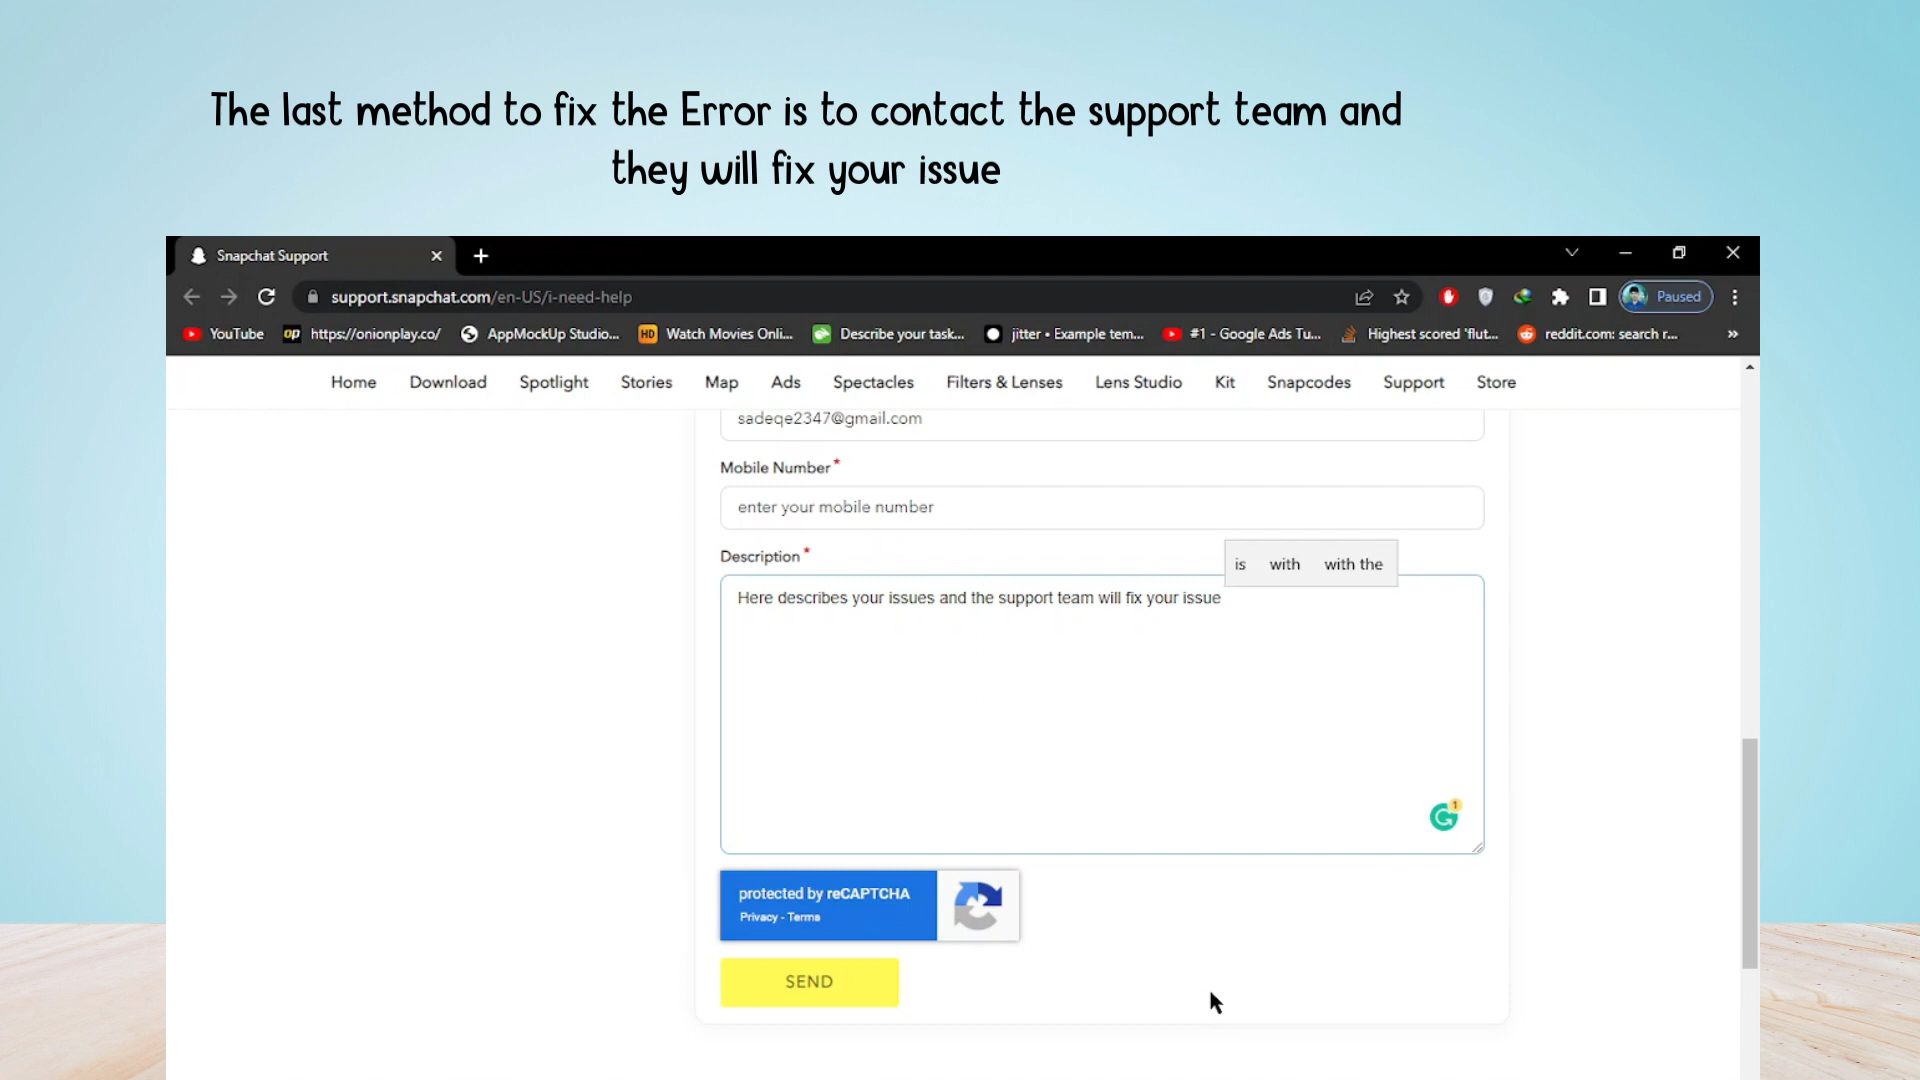 The last method to fix the Error is to contact the support team and
they will fix your issue
Snapchat Support
support.snapchat.com/en-US/i-need-help
Paused
YouTube
op
https://onionplay.co/
AppMockUp Studio...
HD
Watch Movies Onli...
Describe your task...
jitter • Example tem...
#1 - Google Ads Tu...
Highest scored 'flut...
reddit.com: search r...
»
Home
Download
Spotlight
Stories
Map
Ads
Spectacles
Filters & Lenses
Lens Studio
Kit
Snapcodes
Support
Store
sadeqe2347@gmail.com
Mobile Number*
enter your mobile number
Description*
is with with the
Here describes your issues and the support team will fix your issue
1
protected by reCAPTCHA
Privacy - Terms
SEND